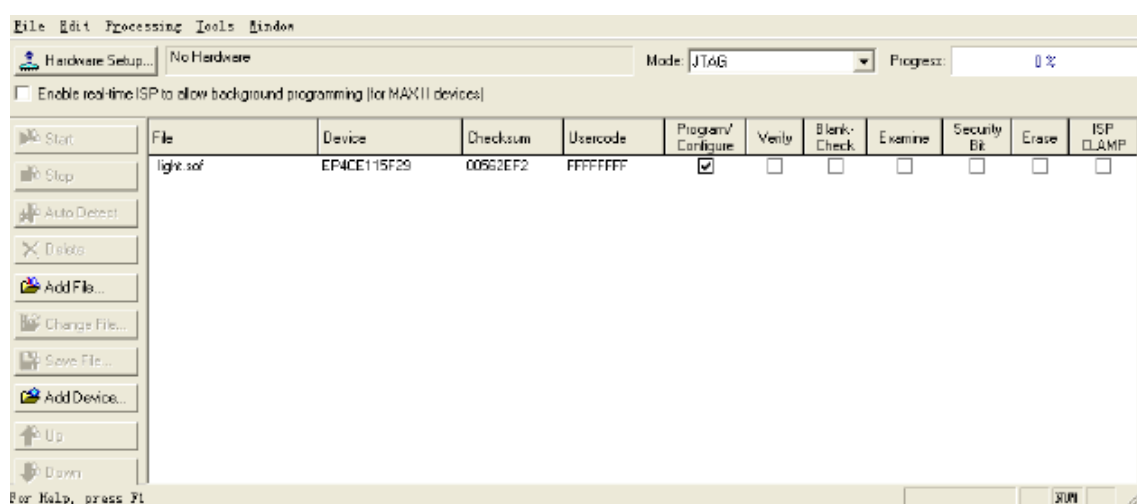 File Edit Processing Tools Window
Hardware Setup... No Hardware Mode: JTAG Progress: 0 %
Enable real-time ISP to allow background programming (for MAX II devices)
Start
Stop
Auto Detect
Delete
Add File...
Change File...
Save File...
Add Device...
Up
Down
File Device Checksum Usercode Program/ Configure Verify Blank- Check Examine Security Bit Erase ISP CLAMP
light.sof EP4CE115F29 00562EF2 FFFFFFFF
For Help, press F1 NUM